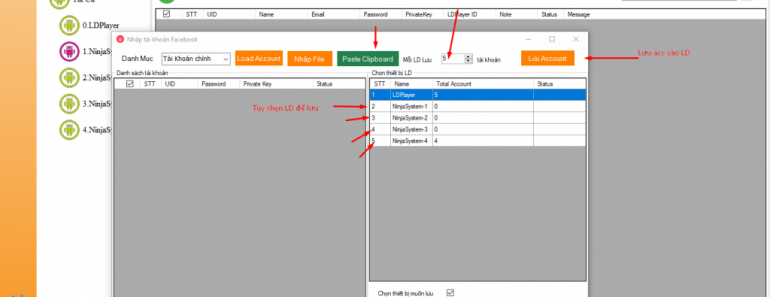 STT UID Name Email Password PrivateKey LDPlayer ID Note Status Message
0.LDPlayer
1.NinjaS
2.NinjaS
3.NinjaS
4.NinjaS
Nhập tài khoản Facebook
Danh Mục Tài Khoản chính Load Account Nhập File Paste Clipboard Mỗi LD Lưu 5 tài khoản Lưu Account
Lưu acc vào LD
Danh sách tài khoản
STT UID Password Private Key Status
Chọn thiết bị LD
STT Name Total Account Status
1 LDPlayer 5
2 NinjaSystem-1 0
3 NinjaSystem-2 0
4 NinjaSystem-3 0
5 NinjaSystem-4 4
Tùy chọn LD để lưu
Chọn thiết bị muốn lưu